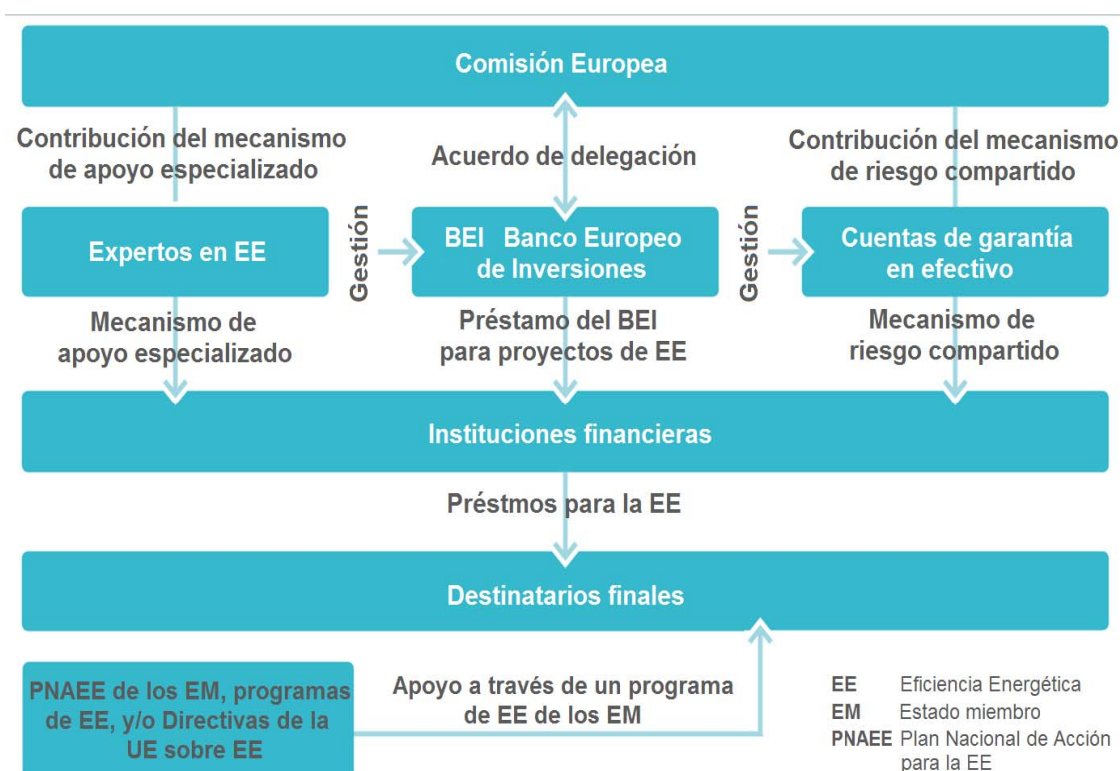 Comisión Europea
Contribución del mecanismo
de apoyo especializado
Acuerdo de delegación
Contribución del mecanismo
de riesgo compartido
Expertos en EE
Gestión
BEI Banco Europeo
de Inversiones
Gestión
Cuentas de garantía
en efectivo
Mecanismo de
apoyo especializado
Préstamo del BEI
para proyectos de EE
Mecanismo de
riesgo compartido
Instituciones financieras
Préstmos para la EE
Destinatarios finales
PNAEE de los EM, programas
de EE, y/o Directivas de la
UE sobre EE
Apoyo a través de un programa
de EE de los EM
EE Eficiencia Energética
EM Estado miembro
PNAEE Plan Nacional de Acción
para la EE